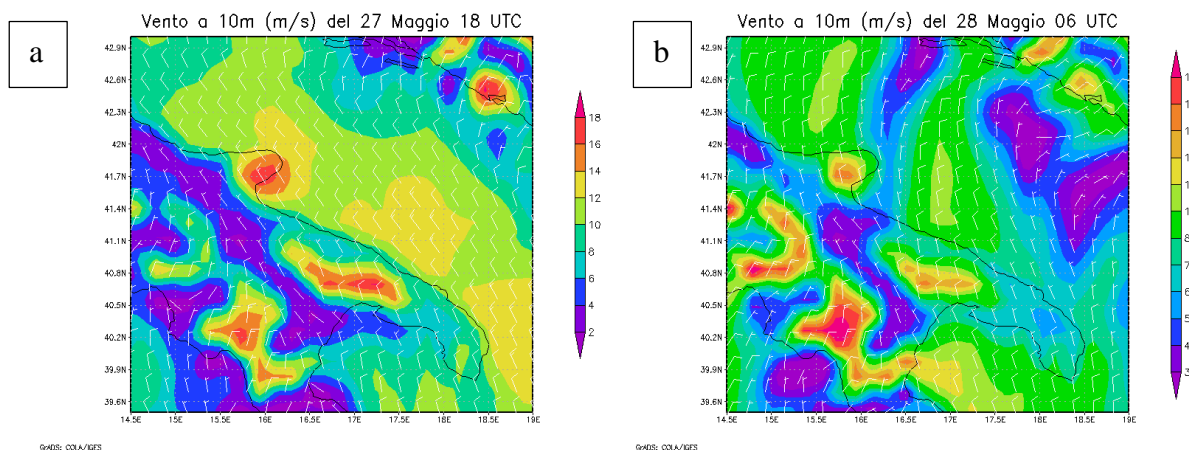 a
Vento a 10m (m/s) del 27 Maggio 18 UTC
42.9N
42.6N
42.3N
42N
41.7N
41.4N
41.1N
40.8N
40.5N
40.2N
39.9N
39.6N
14.5E 15E 15.5E 16E 16.5E 17E 17.5E 18E 18.5E 19E
18
16
14
12
10
8
6
4
2
GrADS: COLA/IGES
b
Vento a 10m (m/s) del 28 Maggio 06 UTC
42.9N
42.6N
42.3N
42N
41.7N
41.4N
41.1N
40.8N
40.5N
40.2N
39.9N
39.6N
14.5E 15E 15.5E 16E 16.5E 17E 17.5E 18E 18.5E 19E
GrADS: COLA/IGES